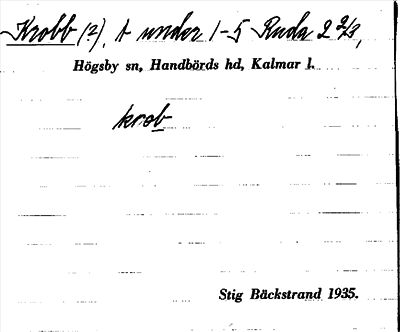 Krobb (?), t under 1-5 Ruda 2 2/3,
Högsby sn, Handbörds hd, Kalmar l.
krob
Stig Bäckstrand 1935.